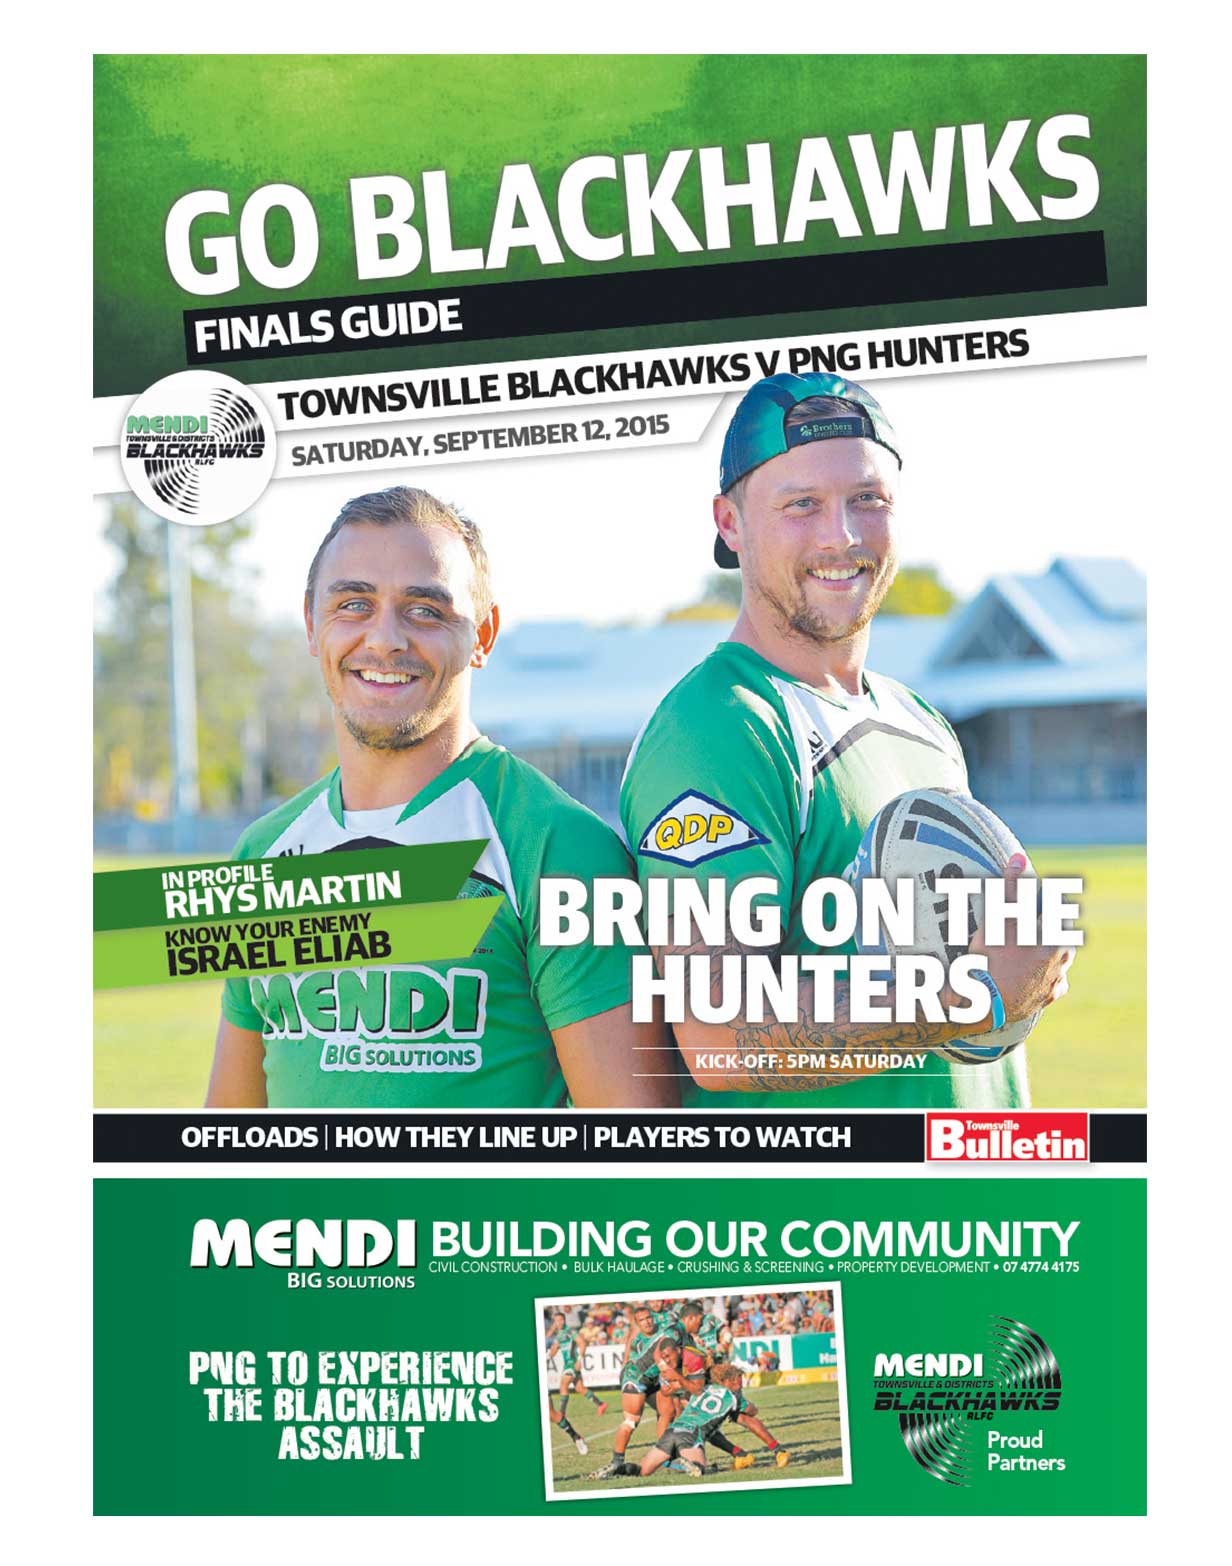 GO BLACKHAWKS
FINALS GUIDE
TOWNSVILLE BLACKHAWKS V PNG HUNTERS
SATURDAY, SEPTEMBER 12, 2015
MENDI
TOWNSVILLE & DISTRICTS
BLACKHAWKS
RLFC
Brothers
QDP
IN PROFILE
RHYS MARTIN
KNOW YOUR ENEMY
ISRAEL ELIAB
MENDI
BIG SOLUTIONS
BRING ON THE
HUNTERS
KICK-OFF: 5PM SATURDAY
OFFLOADS | HOW THEY LINE UP | PLAYERS TO WATCH
Townsville
Bulletin
MENDI
BIG SOLUTIONS
BUILDING OUR COMMUNITY
CIVIL CONSTRUCTION • BULK HAULAGE • CRUSHING & SCREENING • PROPERTY DEVELOPMENT • 07 4774 4175
PNG TO EXPERIENCE
THE BLACKHAWKS
ASSAULT
MENDI
TOWNSVILLE & DISTRICTS
BLACKHAWKS
RLFC
Proud
Partners